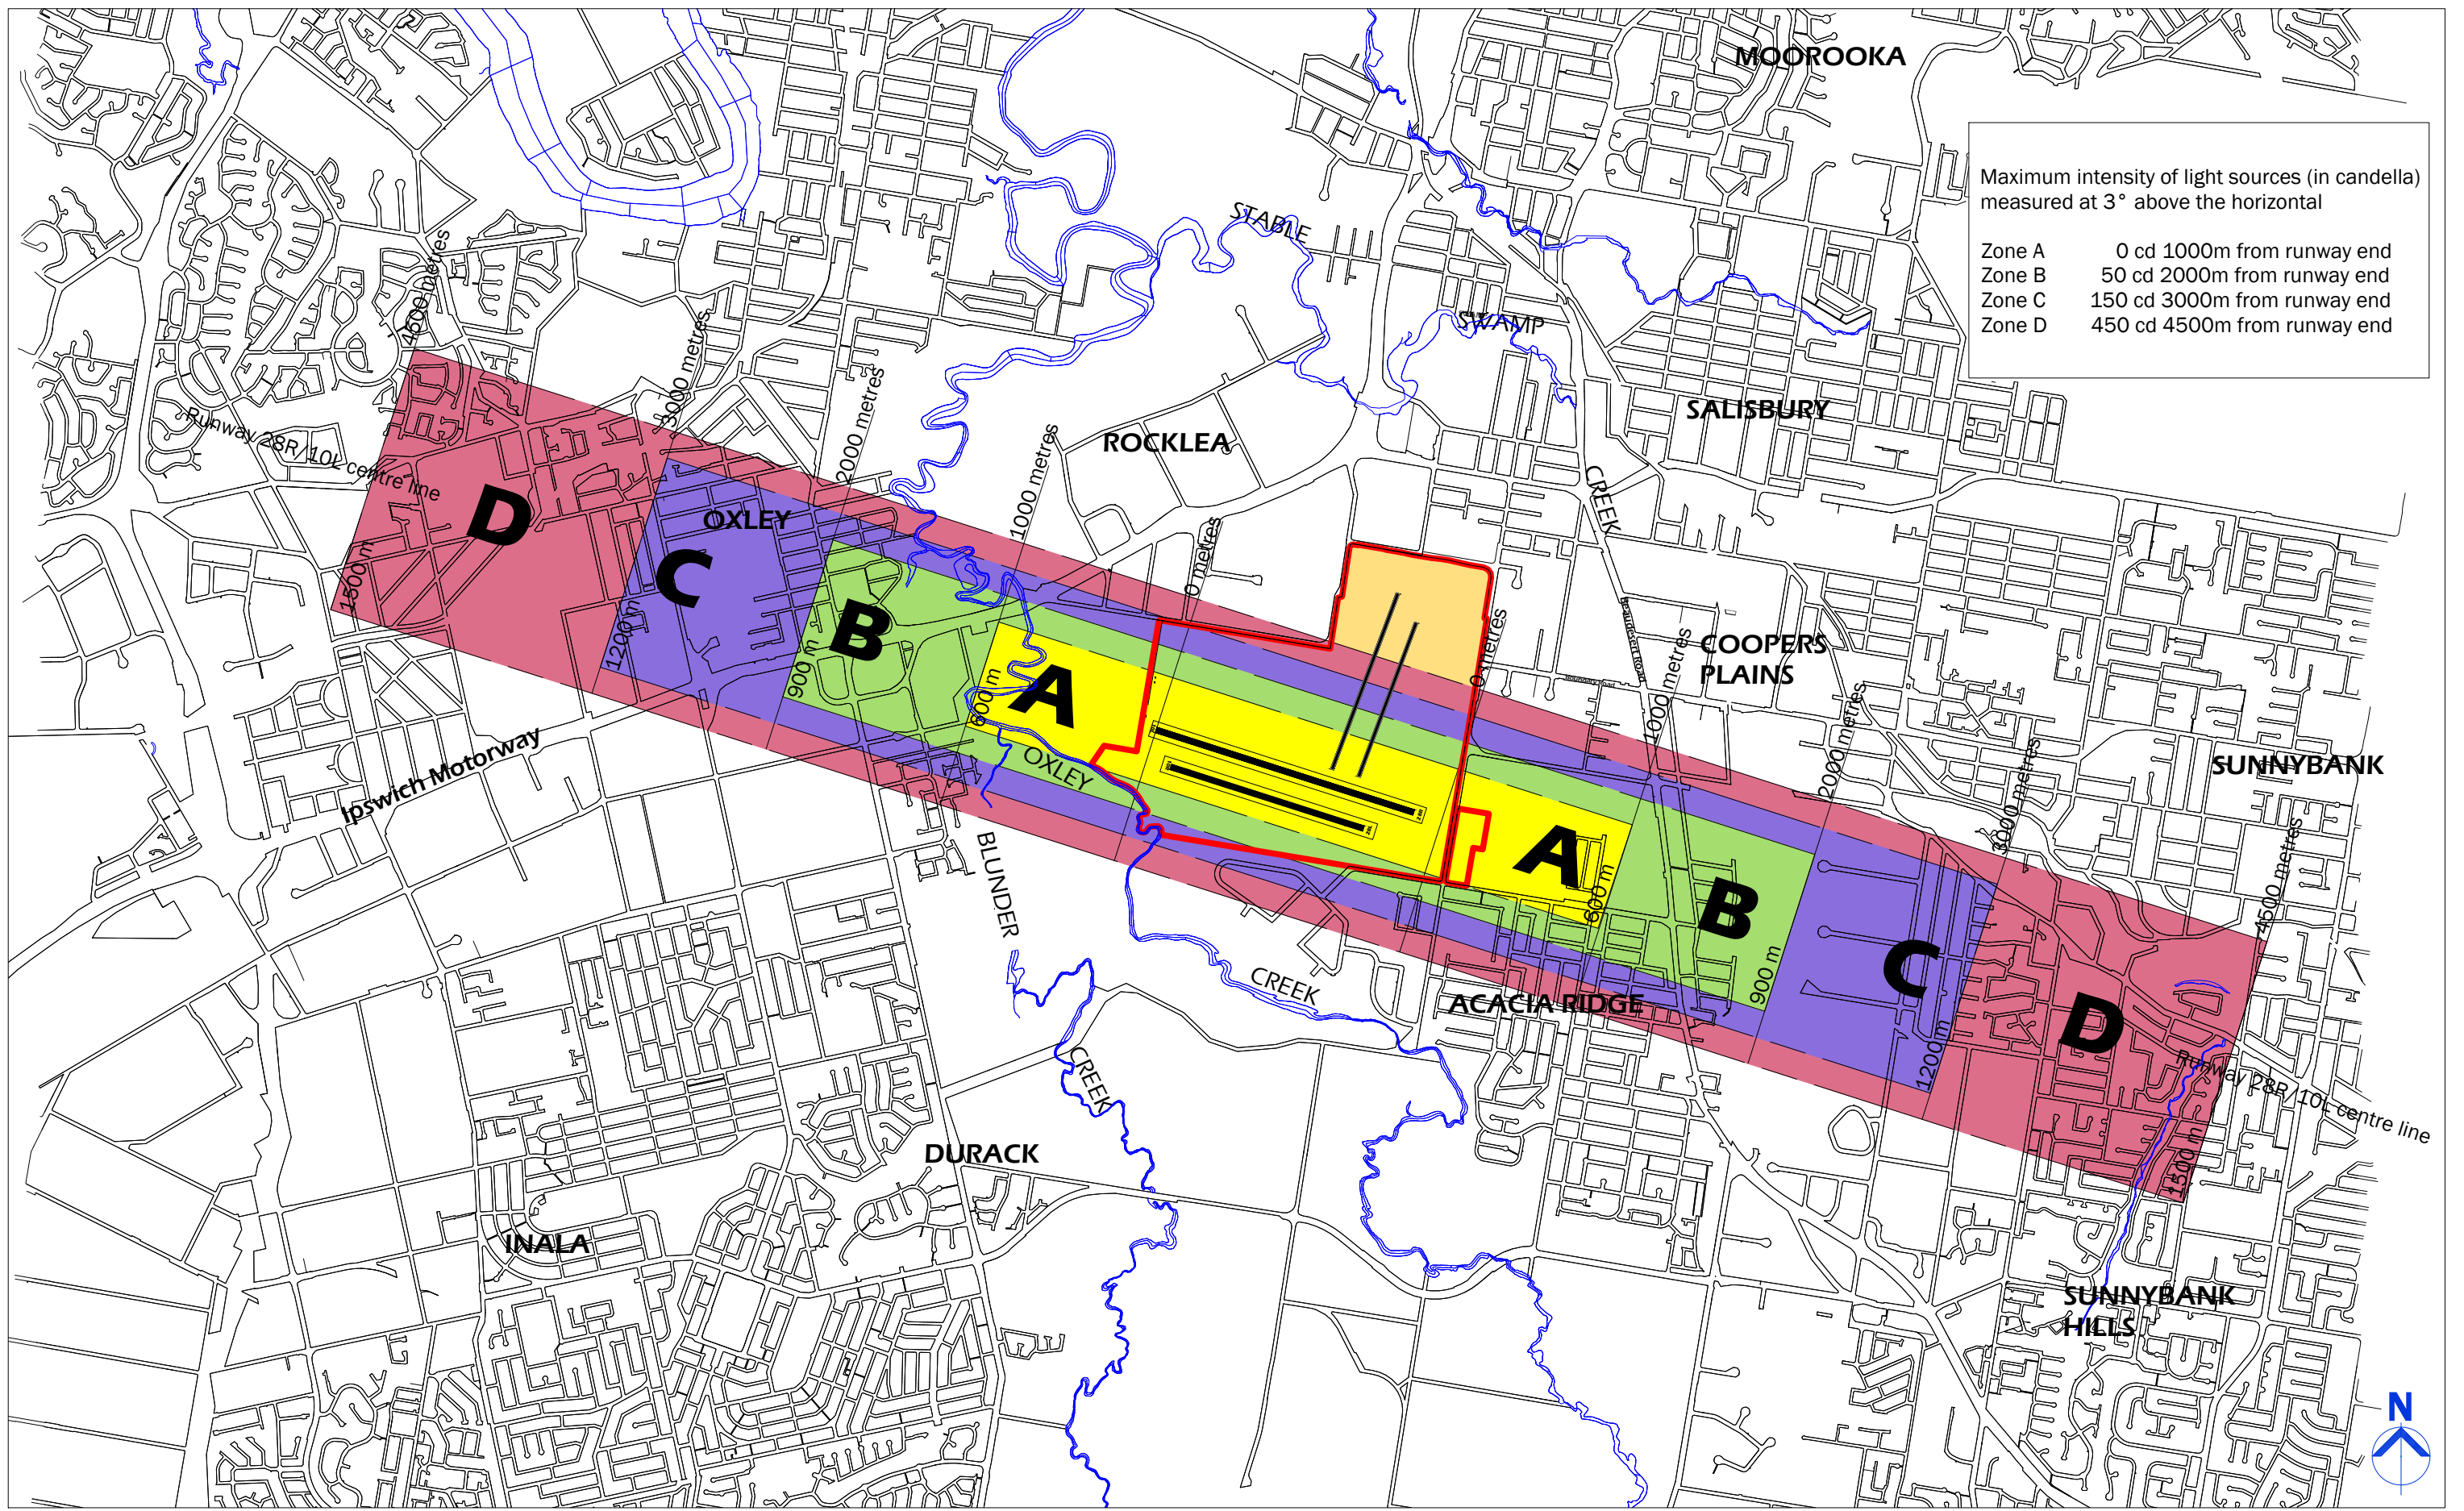 MOOROOKA
Maximum intensity of light sources (in candella)
measured at 3° above the horizontal
Zone A 0 cd 1000m from runway end
Zone B 50 cd 2000m from runway end
Zone C 150 cd 3000m from runway end
Zone D 450 cd 4500m from runway end
STABLE
SWAMP
CREEK
4500 metres
3000 metres
2000 metres
1000 metres
0 metres
SALISBURY
ROCKLEA
Runway 28R/10L centre line
D
OXLEY
C
B
A
1500 m
1200 m
900 m
600 m
0 metres
Beaudesert Road
Boundary Road
COOPERS
PLAINS
1000 metres
2000 metres
3000 metres
4500 metres
SUNNYBANK
Ipswich Motorway
OXLEY
BLUNDER
CREEK
A
600 m
B
900 m
C
1200m
D
1500 m
Runway 28R/10L centre line
ACACIA RIDGE
CREEK
DURACK
INALA
SUNNYBANK
HILLS
N